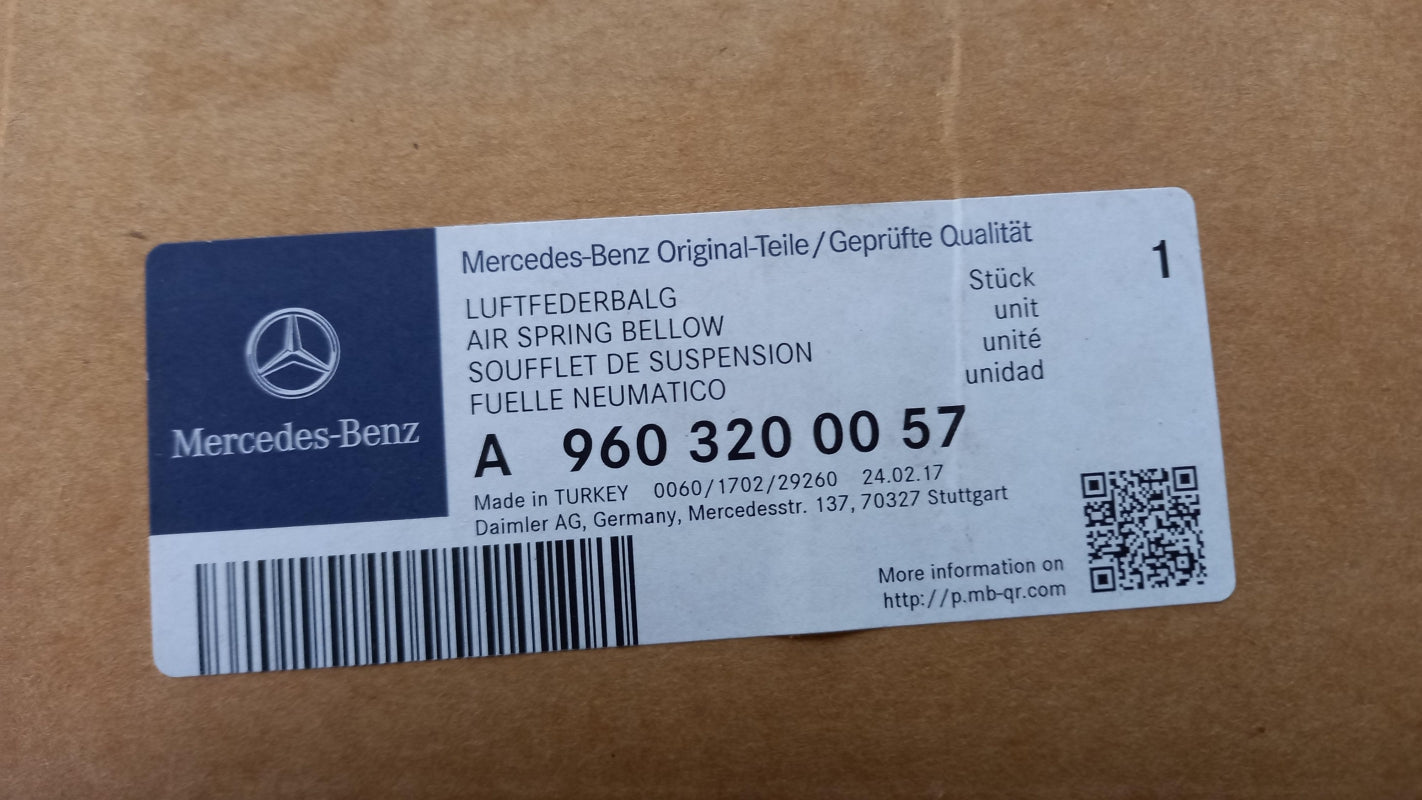 Mercedes-Benz
Mercedes-Benz Original-Teile/Geprüfte Qualität
LUFTFEDERBALG
AIR SPRING BELLOW
SOUFFLET DE SUSPENSION
FUELLE NEUMATICO
Stück
unit
unité
unidad
1
A 960 320 00 57
Made in TURKEY 0060/1702/29260 24.02.17
Daimler AG, Germany, Mercedesstr. 137, 70327 Stuttgart
More information on
http://p.mb-qr.com